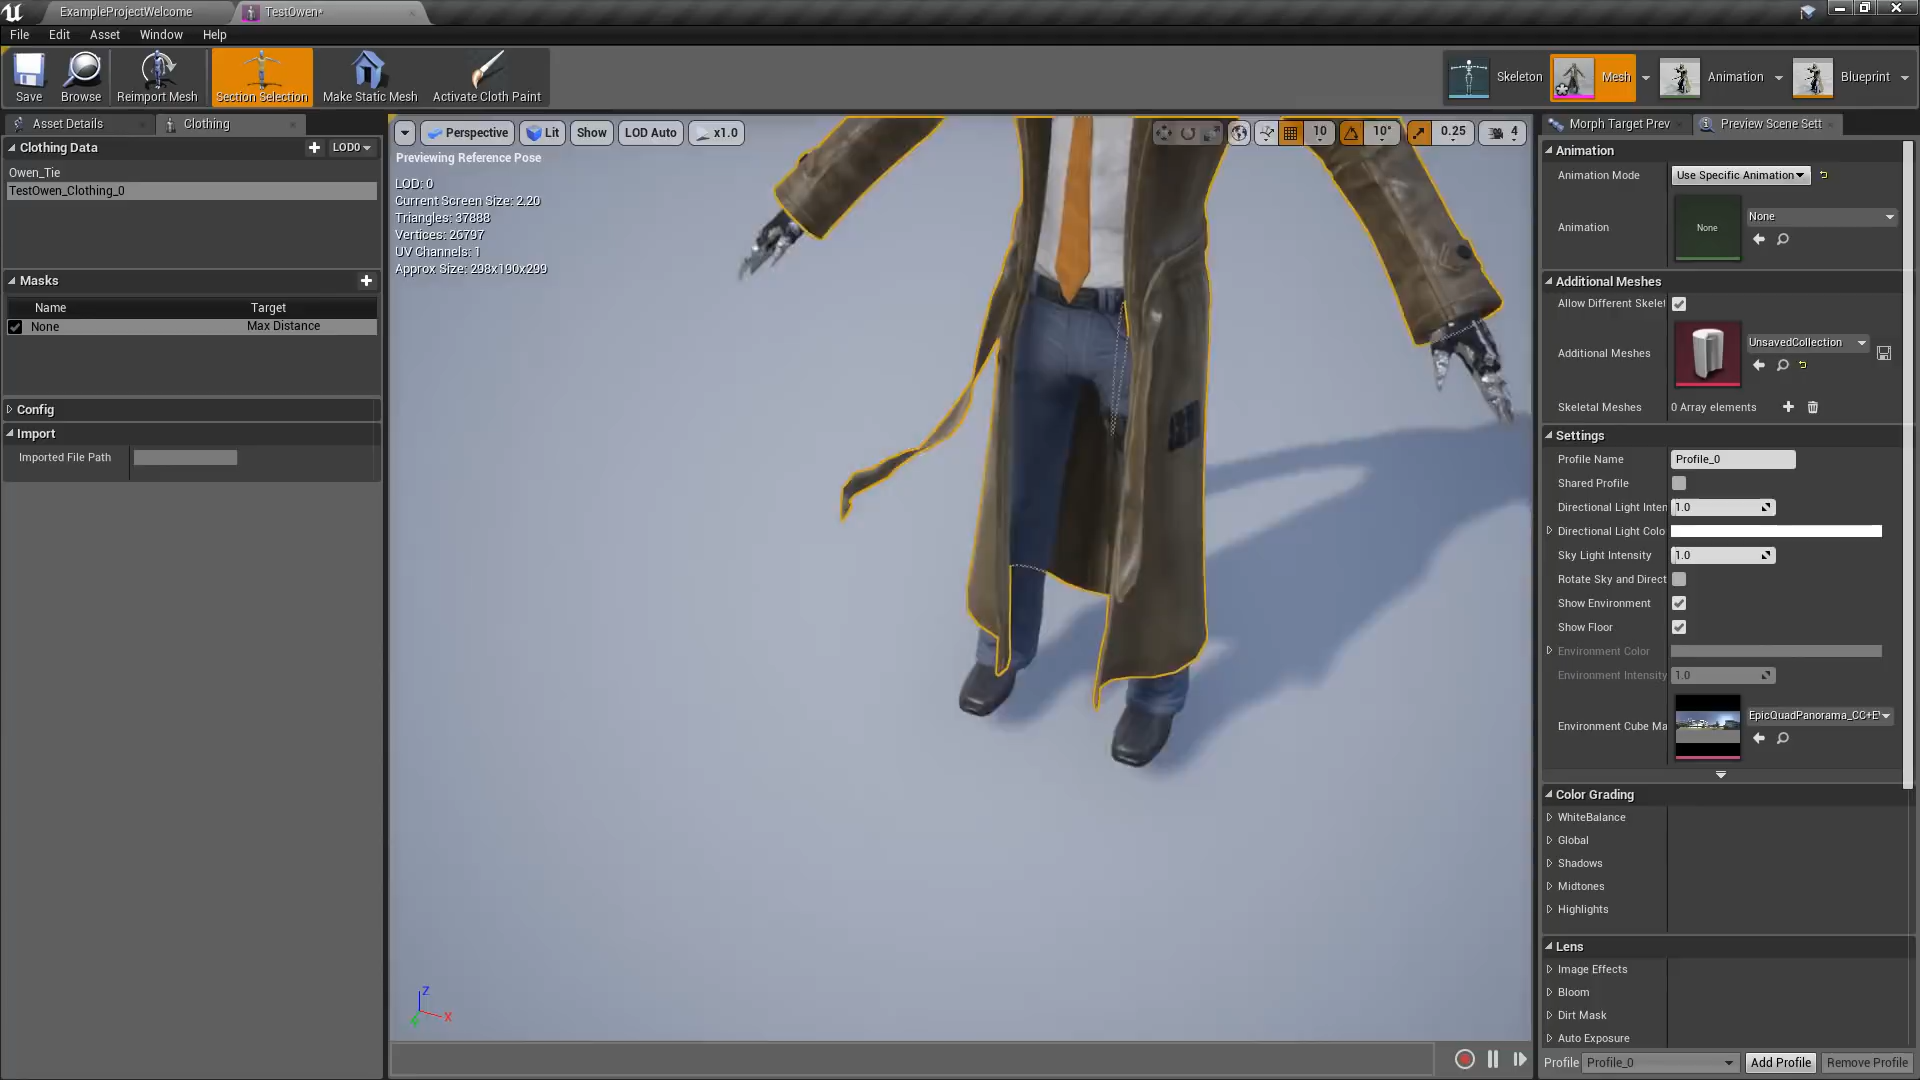 ExampleProjectWelcome
TestOwen*
File Edit Asset Window Help
Save
Browse
Reimport Mesh
Section Selection
Make Static Mesh
Activate Cloth Paint
Skeleton
Mesh
Animation
Blueprint
Asset Details
Clothing
Clothing Data
LOD0
Owen_Tie
TestOwen_Clothing_0
Masks
Name Target
None Max Distance
Config
Import
Imported File Path
Perspective
Lit
Show
LOD Auto
x1.0
10
10°
0.25
4
Previewing Reference Pose
LOD: 0
Current Screen Size: 2.20
Triangles: 37888
Vertices: 26797
UV Channels: 1
Approx Size: 298x190x299
Z
X
Morph Target Prev
Preview Scene Sett
Animation
Animation Mode Use Specific Animation
Animation None None
Additional Meshes
Allow Different Skelet
Additional Meshes UnsavedCollection
Skeletal Meshes 0 Array elements
Settings
Profile Name Profile_0
Shared Profile
Directional Light Inten 1.0
Directional Light Colo
Sky Light Intensity 1.0
Rotate Sky and Direct
Show Environment
Show Floor
Environment Color
Environment Intensity 1.0
Environment Cube Ma EpicQuadPanorama_CC+E
Color Grading
WhiteBalance
Global
Shadows
Midtones
Highlights
Lens
Image Effects
Bloom
Dirt Mask
Auto Exposure
Profile Profile_0 Add Profile Remove Profile